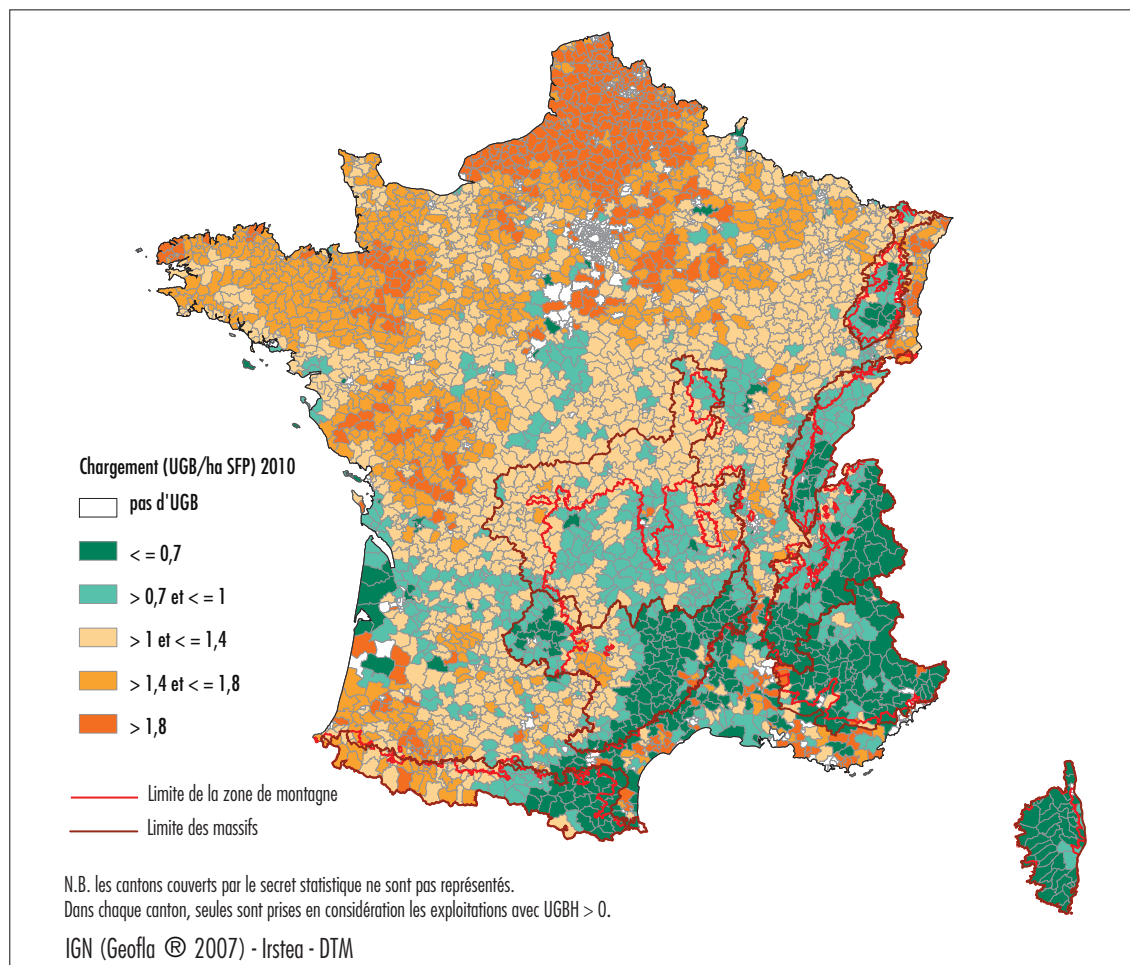 Chargement (UGB/ha SFP) 2010
pas d'UGB
< = 0,7
> 0,7 et < = 1
> 1 et < = 1,4
> 1,4 et < = 1,8
> 1,8
Limite de la zone de montagne
Limite des massifs
N.B. les cantons couverts par le secret statistique ne sont pas représentés.
Dans chaque canton, seules sont prises en considération les exploitations avec UGBH > 0.
IGN (Geofla ® 2007) - Irstea - DTM